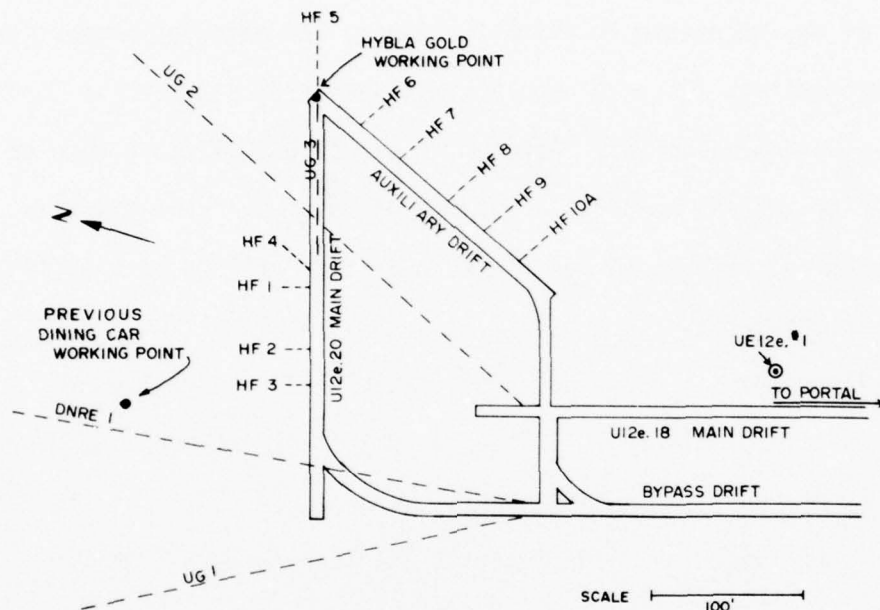 HF 5
HYBLA GOLD
WORKING POINT
UG 2
HF 6
HF 7
UG 3
HF 8
AUXILIARY DRIFT
HF 9
HF 10A
N
HF 4
HF 1
U12e.20 MAIN DRIFT
PREVIOUS
DINING CAR
WORKING POINT
HF 2
UE 12e.#1
HF 3
TO PORTAL
DNRE 1
U12e.18 MAIN DRIFT
BYPASS DRIFT
UG 1
SCALE
100'